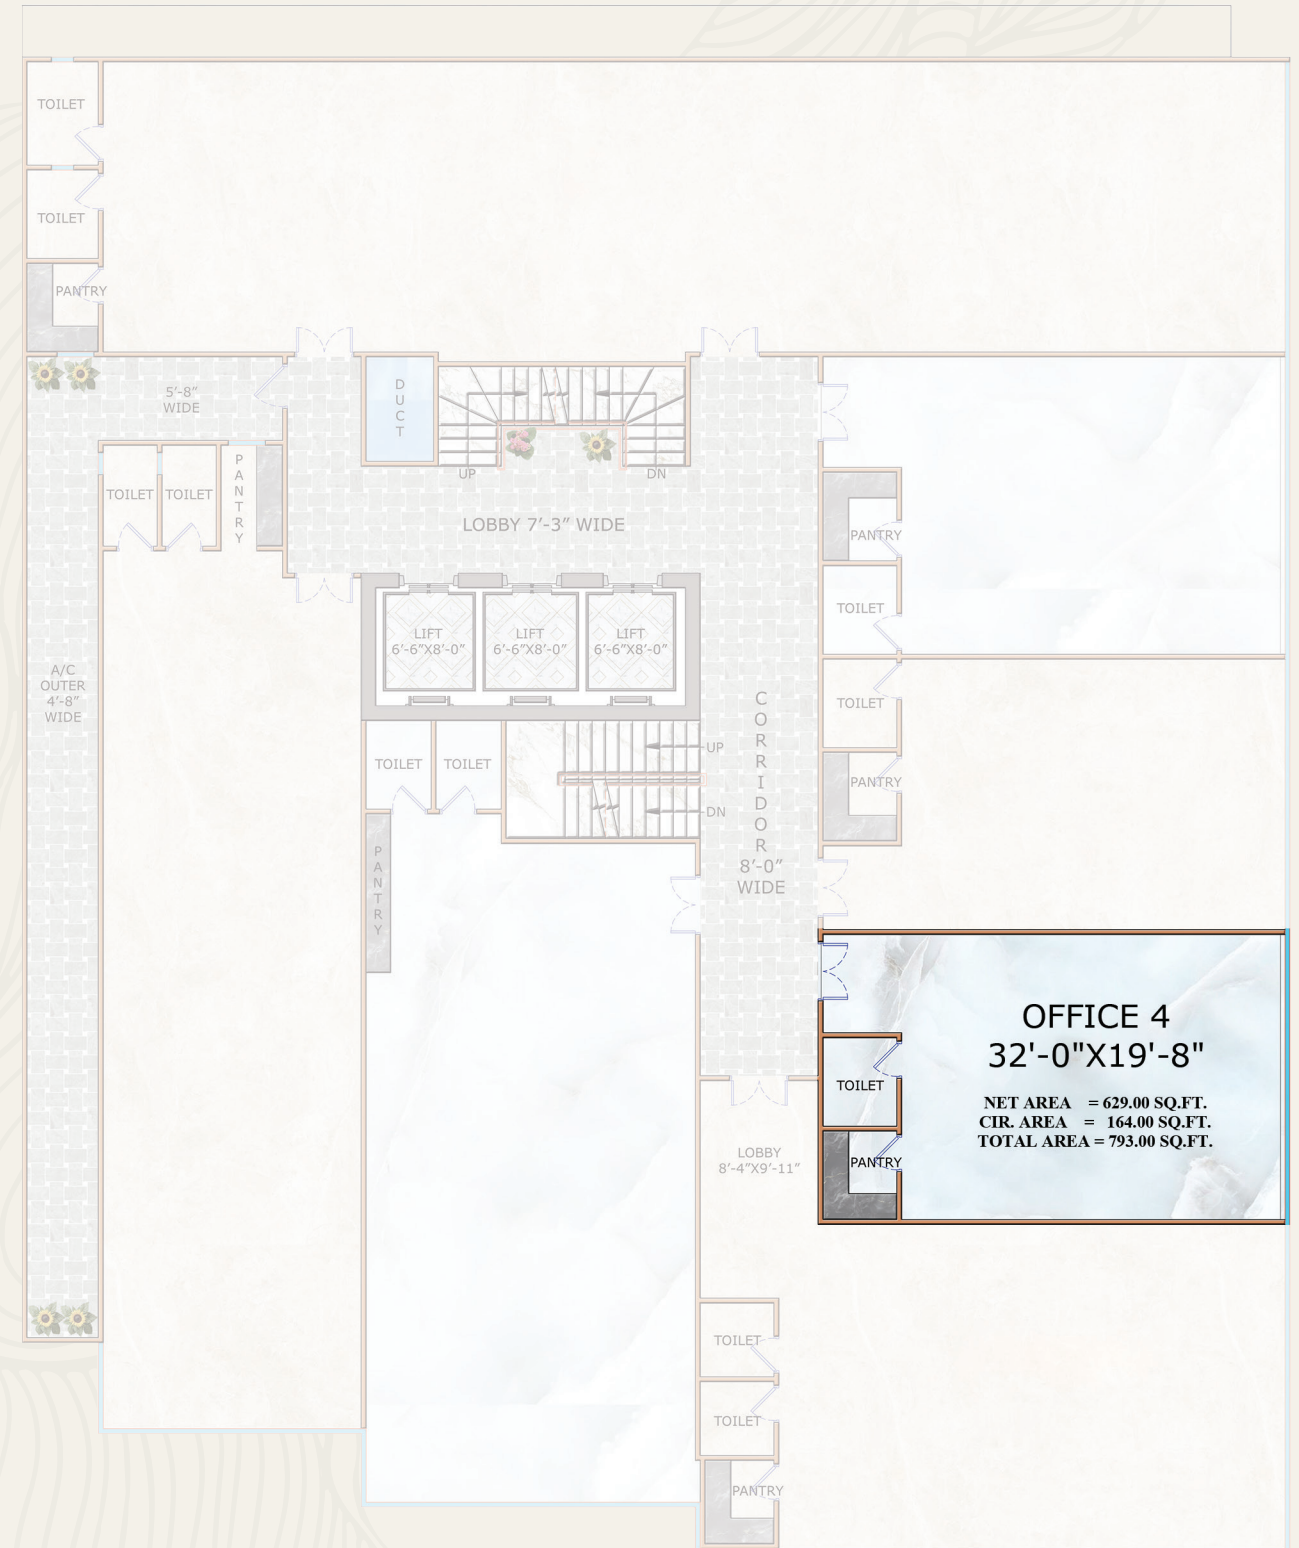 TOILET
TOILET
PANTRY
5'-8"
WIDE
DUCT
UP
DN
TOILET
TOILET
PANTRY
LOBBY 7'-3" WIDE
PANTRY
LIFT
6'-6"X8'-0"
LIFT
6'-6"X8'-0"
LIFT
6'-6"X8'-0"
TOILET
A/C
OUTER
4'-8"
WIDE
TOILET
CORRIDOR
8'-0"
WIDE
UP
DN
TOILET
TOILET
PANTRY
PANTRY
OFFICE 4
32'-0"X19'-8"
TOILET
NET AREA = 629.00 SQ.FT.
CIR. AREA = 164.00 SQ.FT.
TOTAL AREA = 793.00 SQ.FT.
PANTRY
LOBBY
8'-4"X9'-11"
TOILET
TOILET
PANTRY